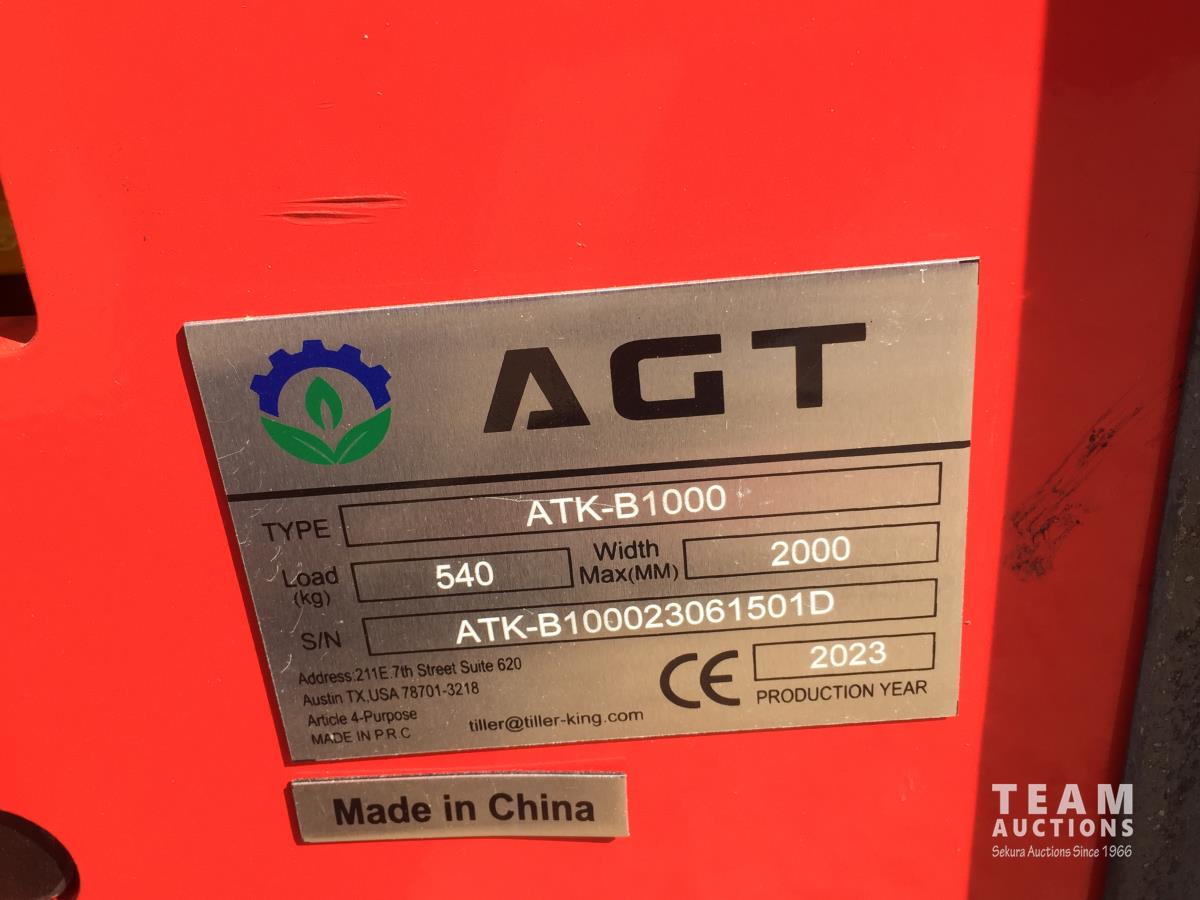 AGT
TYPE ATK-B1000
Load (kg) 540 Width Max(MM) 2000
S/N ATK-B100023061501D
Address:211E.7th Street Suite 620
Austin TX,USA 78701-3218
Article 4-Purpose
MADE IN P.R.C
tiller@tiller-king.com
CE
2023
PRODUCTION YEAR
Made in China
TEAM
AUCTIONS
Sekura Auctions Since 1966